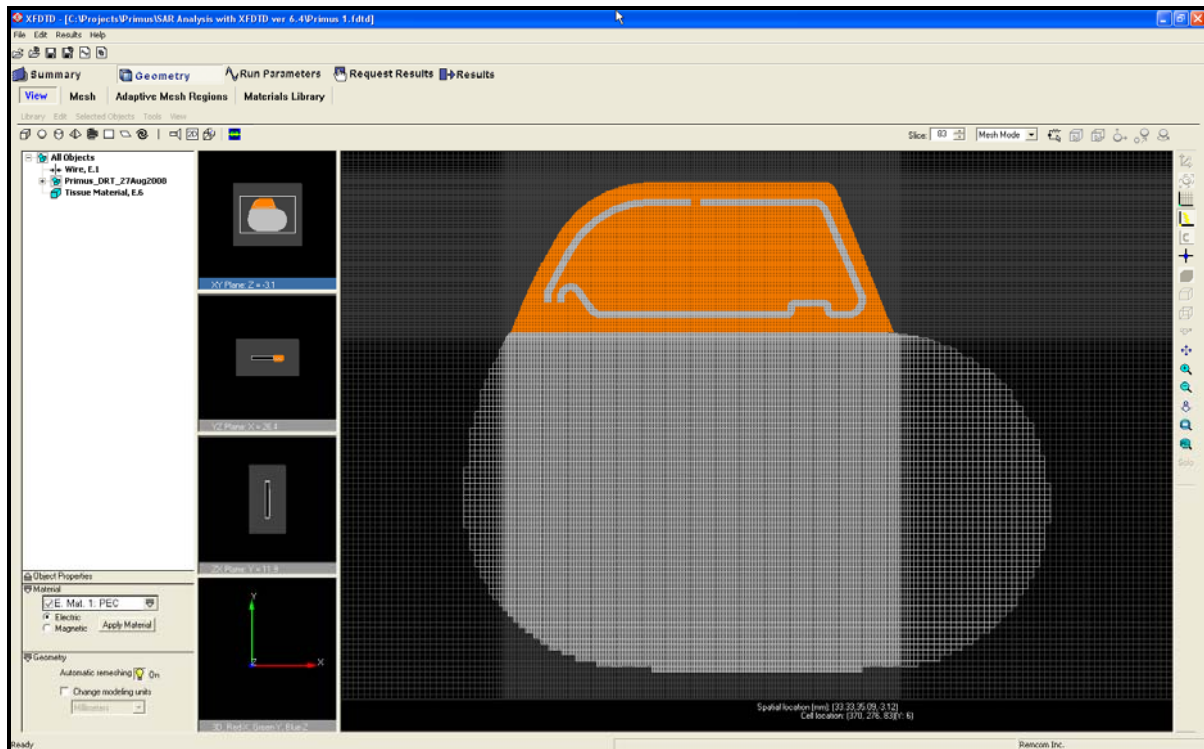 XFDTD - [C:\Projects\Primus\SAR Analysis with XFDTD ver 6.4\Primus 1.fdtd]
File Edit Results Help
Summary Geometry Run Parameters Request Results Results
View Mesh Adaptive Mesh Regions Materials Library
Library Edit Selected Objects Tools View
Slice: 83 Mesh Mode
All Objects
Wire, E.1
Primus_DRT_27Aug2008
Tissue Material, E.6
XY Plane: Z = -3.1
YZ Plane: X = 26.4
ZX Plane: Y = 11.9
Y
Z X
3D, Red-X, Green-Y, Blue-Z
Object Properties
Material
E. Mat. 1: PEC
Electric
Magnetic Apply Material
Geometry
Automatic remeshing On
Change modeling units
Millimeters
Solo
Spatial location [mm]: (33.33,35.09, -3.12)
Cell location: (370, 276, 83)[Y: 6]
Ready Remcom Inc.